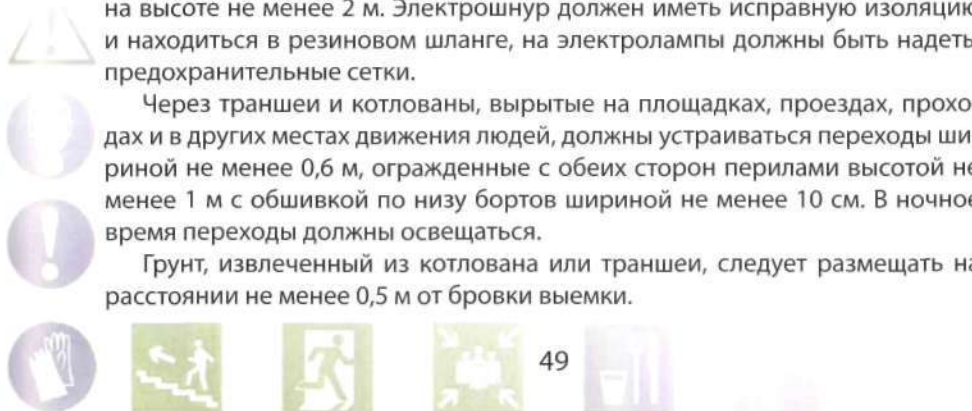 на высоте не менее 2 м. Электрошнур должен иметь исправную изоляцию
и находиться в резиновом шланге, на электролампы должны быть надеты
предохранительные сетки.
Через траншеи и котлованы, вырытые на площадках, проездах, прохо-
дах и в других местах движения людей, должны устраиваться переходы ши-
риной не менее 0,6 м, огражденные с обеих сторон перилами высотой не
менее 1 м с обшивкой по низу бортов шириной не менее 10 см. В ночное
время переходы должны освещаться.
Грунт, извлеченный из котлована или траншеи, следует размещать на
расстоянии не менее 0,5 м от бровки выемки.
49